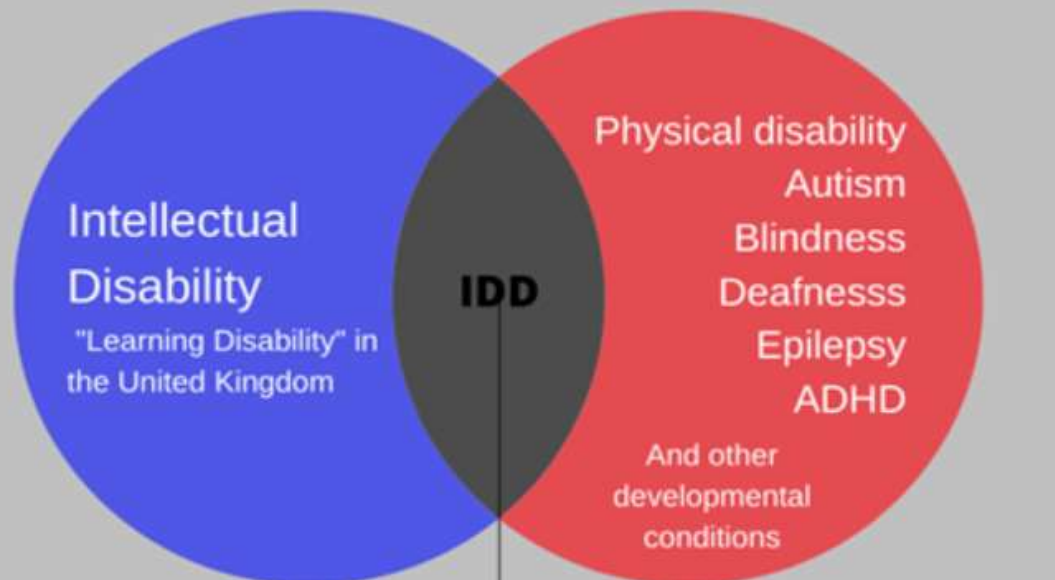 Intellectual
Disability
"Learning Disability" in
the United Kingdom
IDD
Physical disability
Autism
Blindness
Deafnesss
Epilepsy
ADHD
And other
developmental
conditions